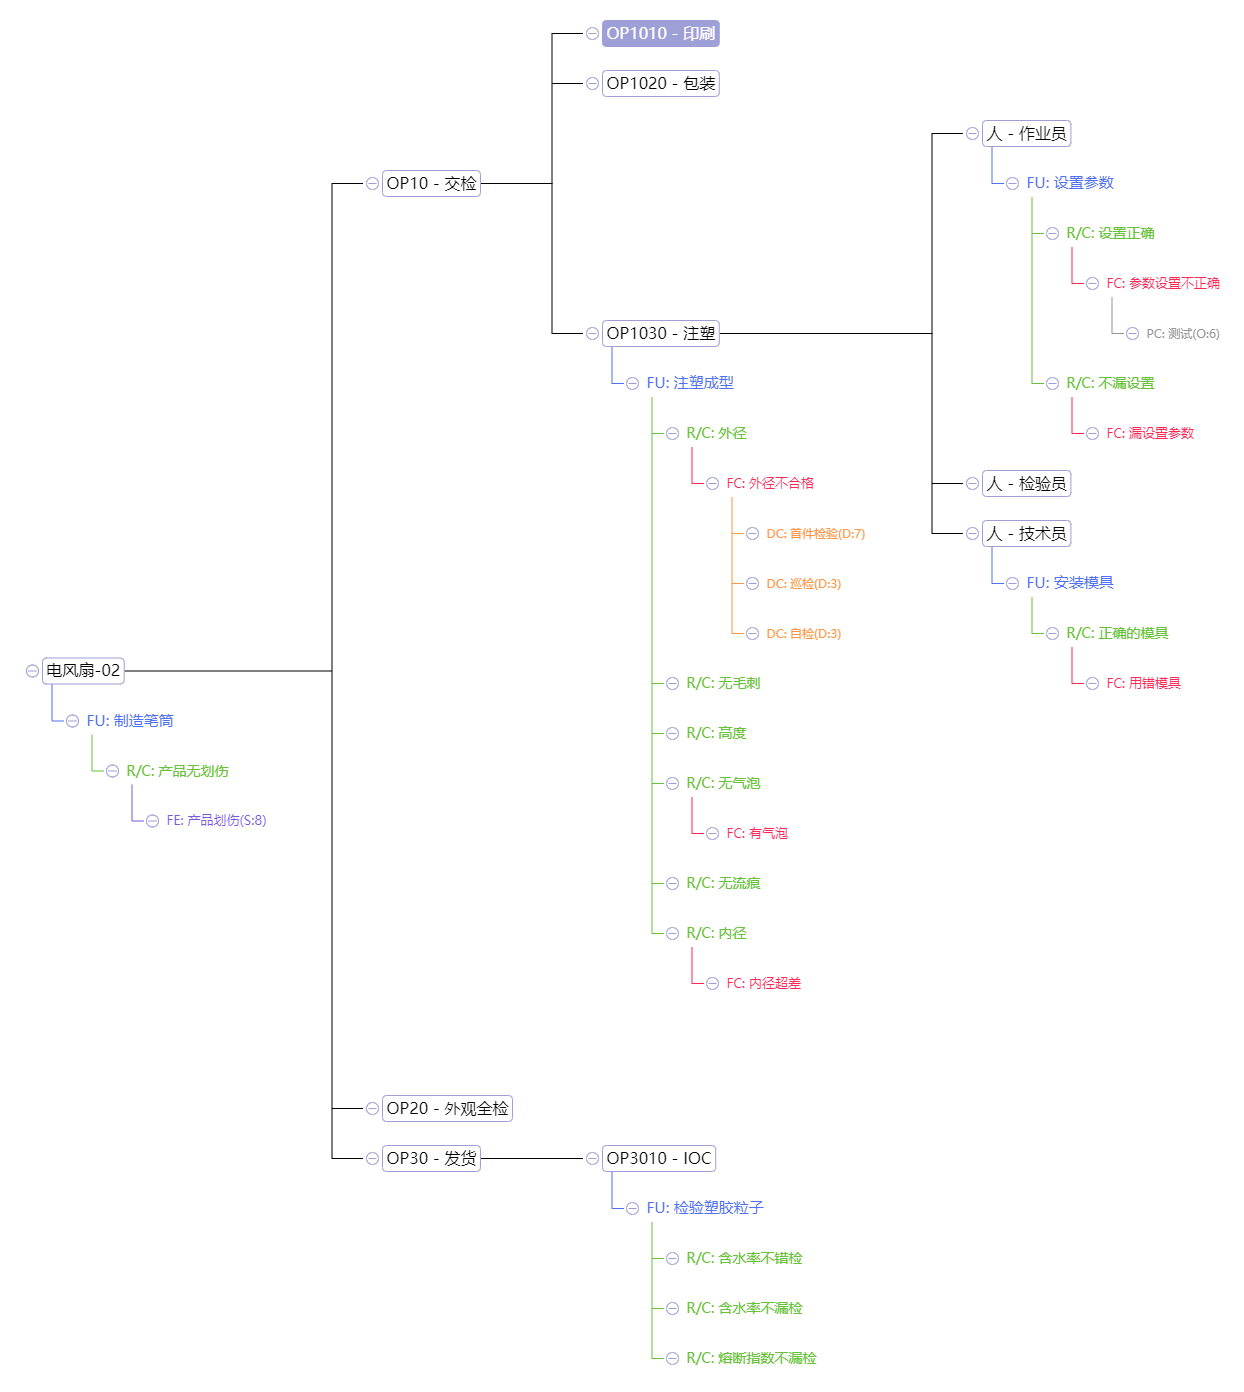 OP1010 - 印刷
OP1020 - 包装
人 - 作业员
OP10 - 交检
FU: 设置参数
R/C: 设置正确
FC: 参数设置不正确
OP1030 - 注塑
PC: 测试(O:6)
FU: 注塑成型
R/C: 不漏设置
R/C: 外径
FC: 漏设置参数
FC: 外径不合格
人 - 检验员
DC: 首件检验(D:7)
人 - 技术员
DC: 巡检(D:3)
FU: 安装模具
DC: 自检(D:3)
R/C: 正确的模具
电风扇-02
R/C: 无毛刺
FC: 用错模具
FU: 制造笔筒
R/C: 高度
R/C: 产品无划伤
R/C: 无气泡
FE: 产品划伤(S:8)
FC: 有气泡
R/C: 无流痕
R/C: 内径
FC: 内径超差
OP20 - 外观全检
OP30 - 发货
OP3010 - IOC
FU: 检验塑胶粒子
R/C: 含水率不错检
R/C: 含水率不漏检
R/C: 熔断指数不漏检